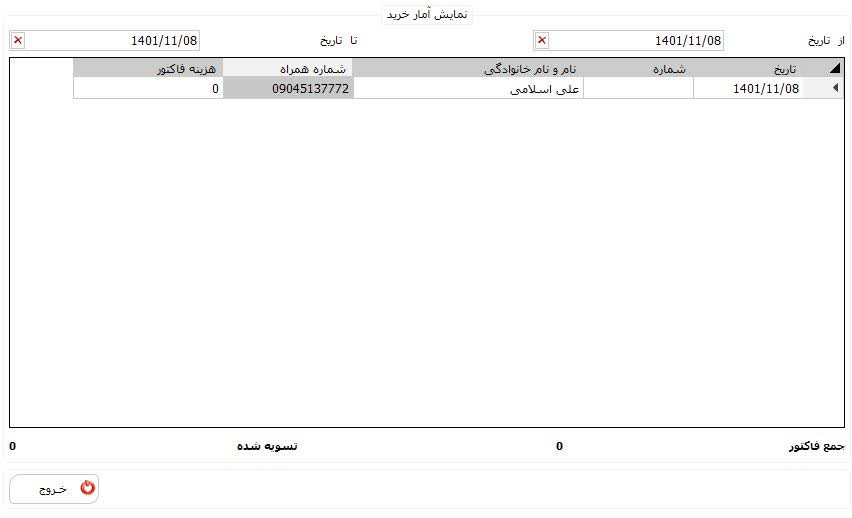 نمایش آمار خرید
از تاریخ 1401/11/08 تا تاریخ 1401/11/08
تاریخ شماره نام و نام خانوادگی شماره همراه هزینه فاکتور
1401/11/08 علی اسلامی 09045137772 0
جمع فاکتور 0 تسویه شده 0
خروج